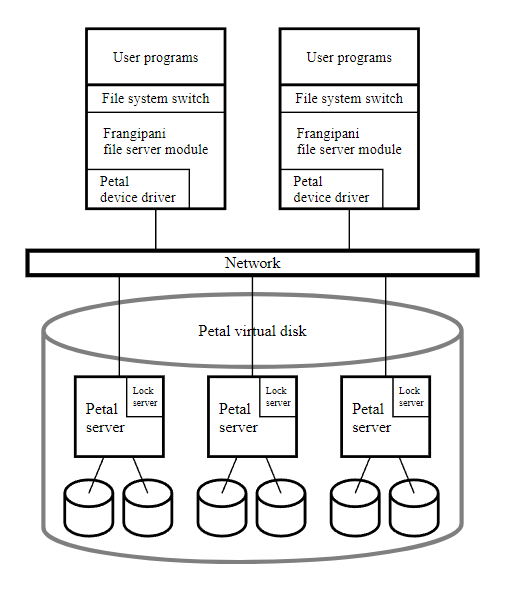 User programs
File system switch
Frangipani
file server module
Petal
device driver
User programs
File system switch
Frangipani
file server module
Petal
device driver
Network
Petal virtual disk
Lock
server
Petal
server
Lock
server
Petal
server
Lock
server
Petal
server